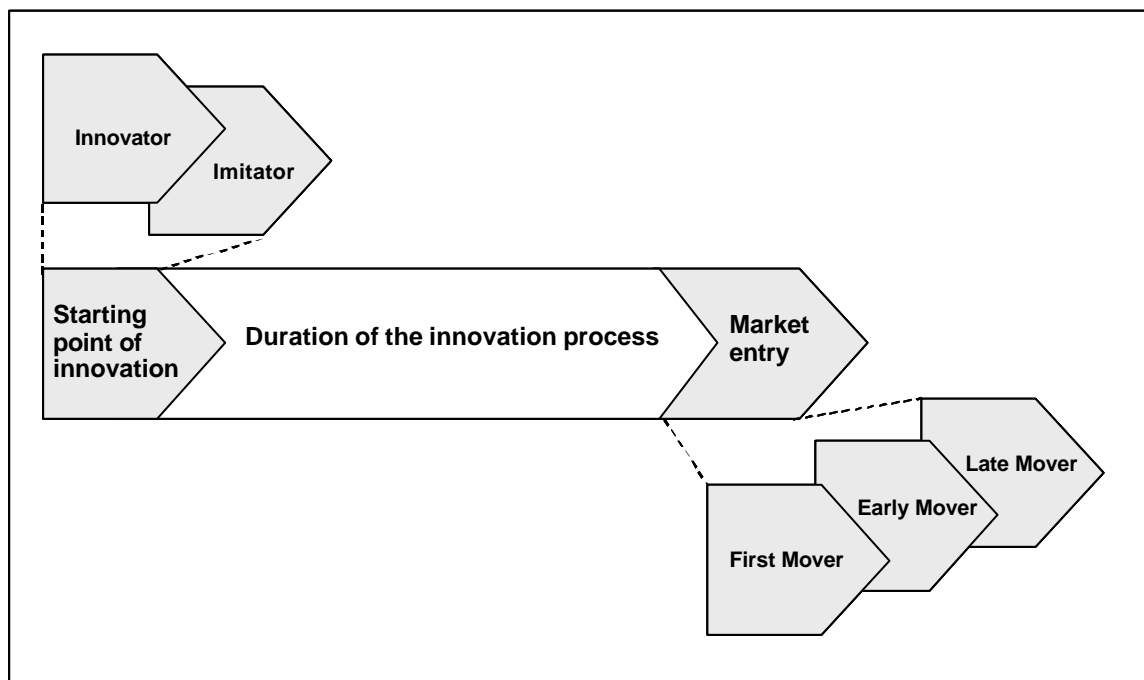 Innovator
Imitator
Starting
point of
innovation
Duration of the innovation process
Market
entry
Late Mover
Early Mover
First Mover